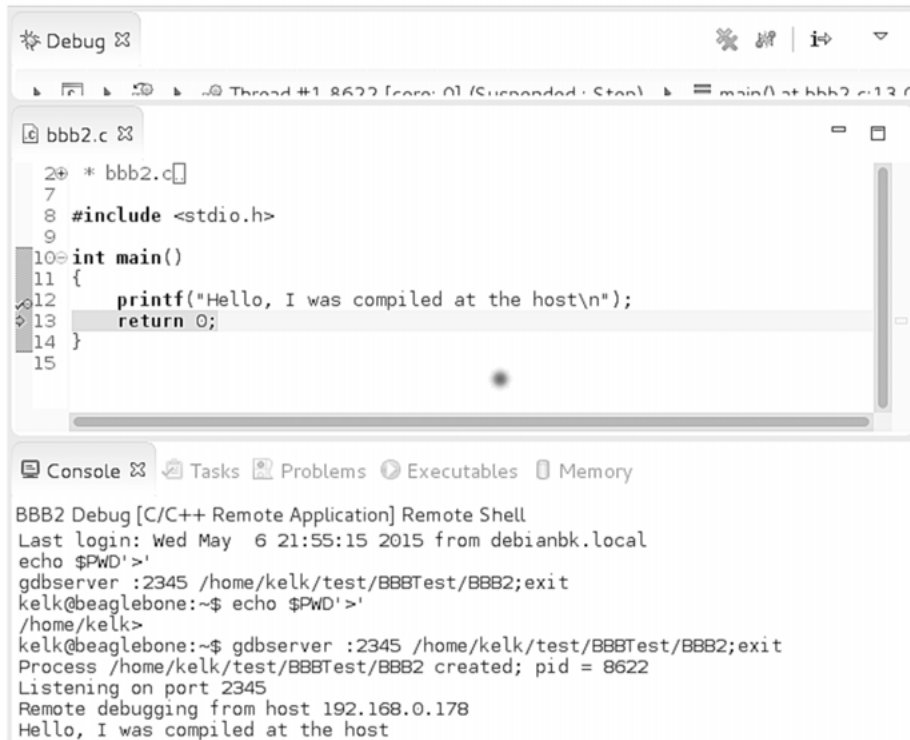 Debug
Thread #1 8622 [core: 0] (Suspended : Step) main() at bbb2.c:13
bbb2.c
2 * bbb2.c
7
8 #include <stdio.h>
9
10 int main()
11 {
12 printf("Hello, I was compiled at the host\n");
13 return 0;
14 }
15
Console Tasks Problems Executables Memory
BBB2 Debug [C/C++ Remote Application] Remote Shell
Last login: Wed May 6 21:55:15 2015 from debianbk.local
echo $PWD'>'
gdbserver :2345 /home/kelk/test/BBBTest/BBB2;exit
kelk@beaglebone:~$ echo $PWD'>'
/home/kelk>
kelk@beaglebone:~$ gdbserver :2345 /home/kelk/test/BBBTest/BBB2;exit
Process /home/kelk/test/BBBTest/BBB2 created; pid = 8622
Listening on port 2345
Remote debugging from host 192.168.0.178
Hello, I was compiled at the host